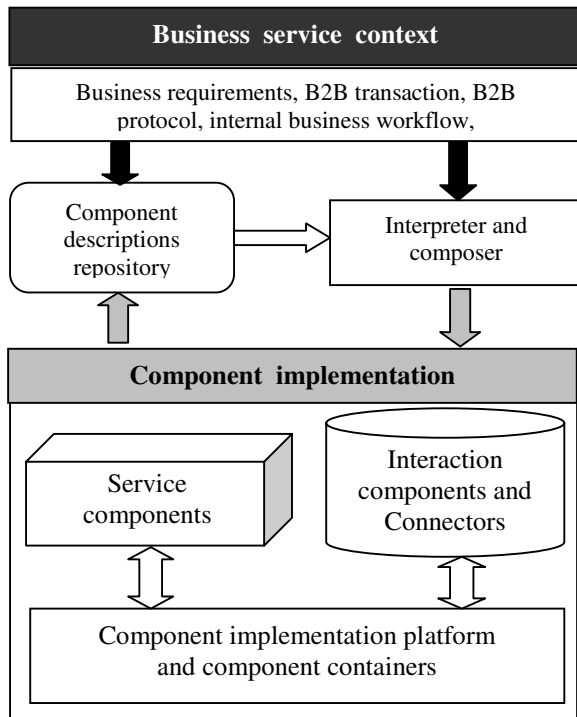 Business service context
Business requirements, B2B transaction, B2B
protocol, internal business workflow,
Component
descriptions
repository
Interpreter and
composer
Component implementation
Service
components
Interaction
components and
Connectors
Component implementation platform
and component containers